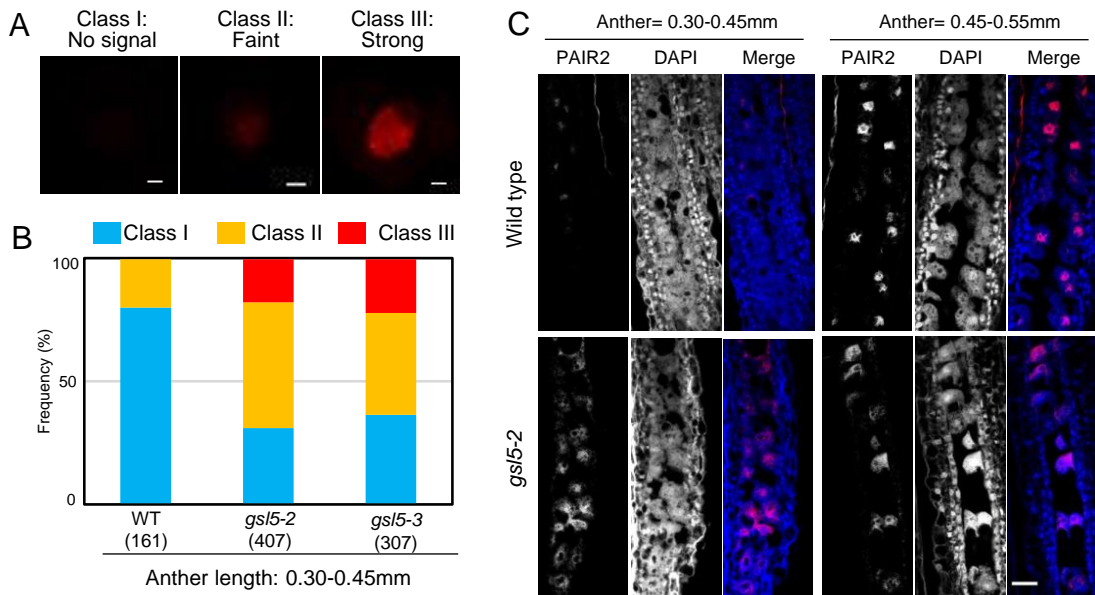 A
Class I:
No signal
Class II:
Faint
Class III:
Strong
B
Class I
Class II
Class III
100
50
0
Frequency (%)
WT
(161)
gsl5-2
(407)
gsl5-3
(307)
Anther length: 0.30-0.45mm
C
Anther= 0.30-0.45mm
Anther= 0.45-0.55mm
PAIR2 DAPI Merge
PAIR2 DAPI Merge
Wild type
gsl5-2